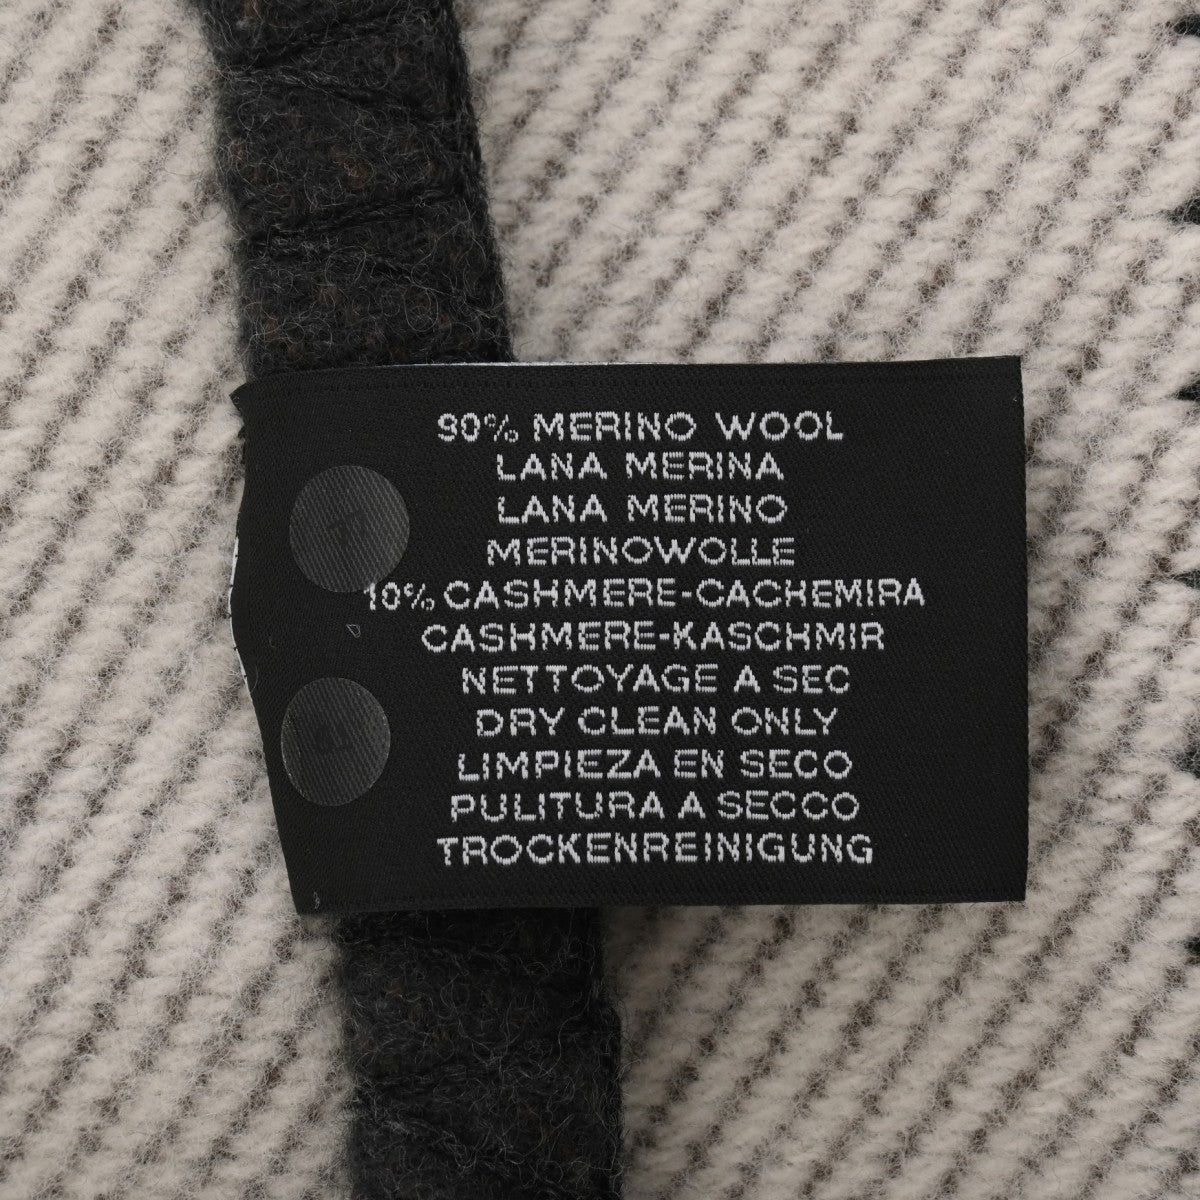 90% MERINO WOOL
LANA MERINA
LANA MERINO
MERINOWOLLE
10% CASHMERE-CACHEMIRA
CASHMERE-KASCHMIR
NETTOYAGE A SEC
DRY CLEAN ONLY
LIMPIEZA EN SECO
PULITURA A SECCO
TROCKENREINIGUNG